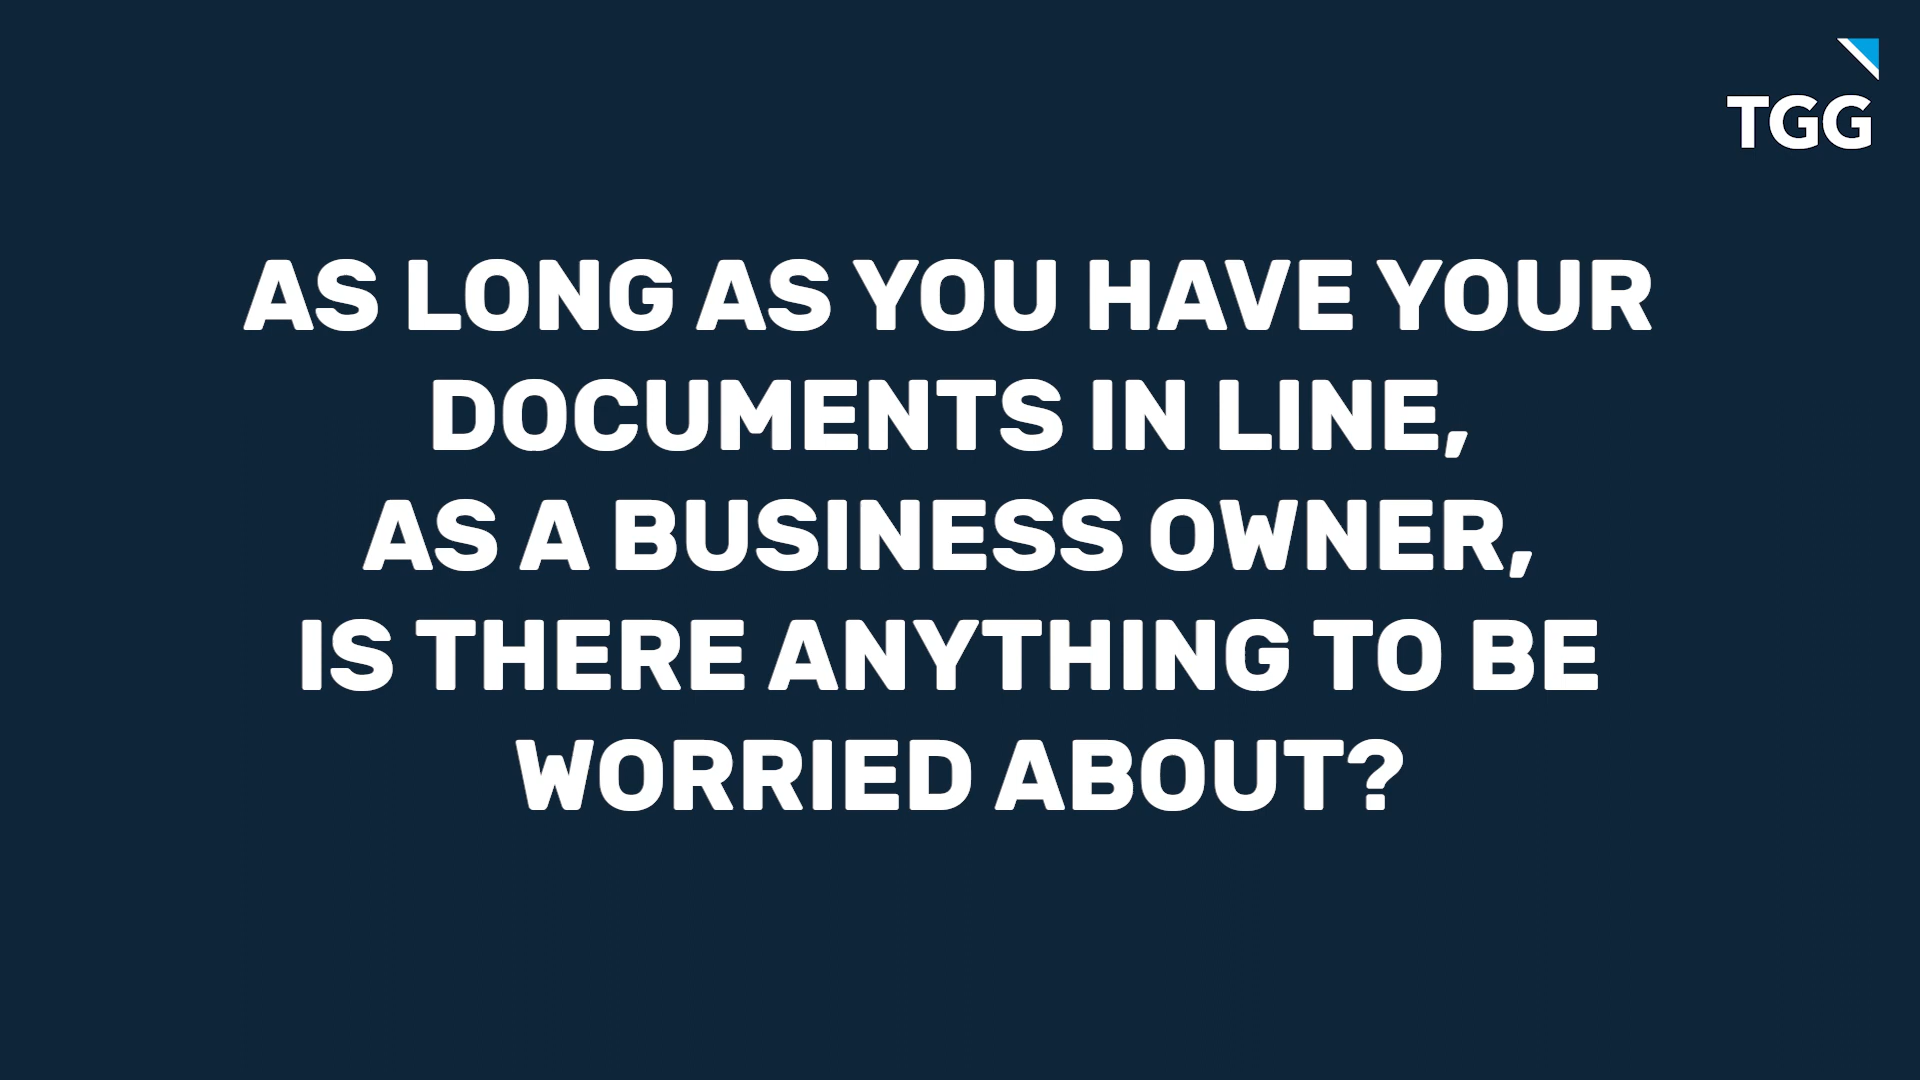 TGG
AS LONG AS YOU HAVE YOUR
DOCUMENTS IN LINE,
AS A BUSINESS OWNER,
IS THERE ANYTHING TO BE
WORRIED ABOUT?